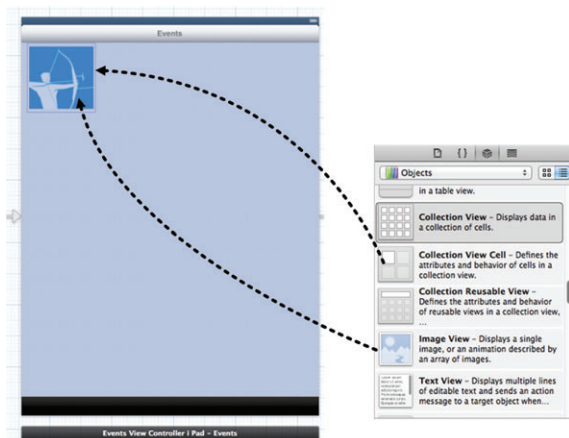 Events
Objects
in a table view.
Collection View – Displays data in
a collection of cells.
Collection View Cell – Defines the
attributes and behavior of cells in a
collection view.
Collection Reusable View –
Defines the attributes and behavior
of reusable views in a collection view,
...
Image View – Displays a single
image, or an animation described by
an array of images.
Text View – Displays multiple lines
of editable text and sends an action
message to a target object when...
Events View Controller i Pad – Events